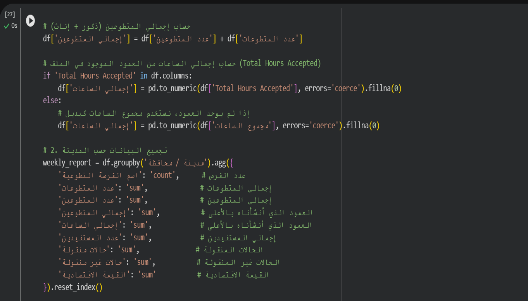 [27]
0s
# حساب إجمالي المتطوعين (ذكور + إناث)
df['إجمالي المتطوعين'] = df['عدد المتطوعين'] + df['عدد المتطوعات']
# حساب إجمالي الساعات من العمود الموجود في الملف (Total Hours Accepted)
if 'Total Hours Accepted' in df.columns:
df['إجمالي الساعات'] = pd.to_numeric(df['Total Hours Accepted'], errors='coerce').fillna(0)
else:
# إذا لم يوجد العمود، نستخدم مجموع الساعات كبديل
df['إجمالي الساعات'] = pd.to_numeric(df['مجموع الساعات'], errors='coerce').fillna(0)
# 2. تجميع البيانات حسب المدينة
weekly_report = df.groupby('مدينة / محافظة').agg({
'اسم الفرصة التطوعية': 'count', # عدد الفرص
'عدد المتطوعات': 'sum', # إجمالي المتطوعات
'عدد المتطوعين': 'sum', # إجمالي المتطوعين
'إجمالي المتطوعين': 'sum', # العمود الذي أنشأناه بالأعلى
'إجمالي الساعات': 'sum', # العمود الذي أنشأناه بالأعلى
'عدد المستفيدين': 'sum', # إجمالي المستفيدين
'حالات مقبولة': 'sum', # الحالات المقبولة
'حالات غير مقبولة': 'sum', # الحالات غير المقبولة
'القيمة الاقتصادية': 'sum' # القيمة الاقتصادية
}).reset_index()